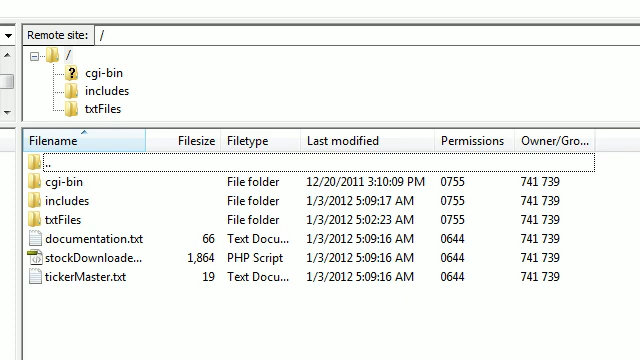 Remote site: /
/
cgi-bin
includes
txtFiles
Filename Filesize Filetype Last modified Permissions Owner/Gro...
..
cgi-bin File folder 12/20/2011 3:10:09 PM 0755 741 739
includes File folder 1/3/2012 5:09:17 AM 0755 741 739
txtFiles File folder 1/3/2012 5:02:23 AM 0755 741 739
documentation.txt 66 Text Docu... 1/3/2012 5:09:16 AM 0644 741 739
stockDownloade... 1,864 PHP Script 1/3/2012 5:09:16 AM 0644 741 739
tickerMaster.txt 19 Text Docu... 1/3/2012 5:09:16 AM 0644 741 739